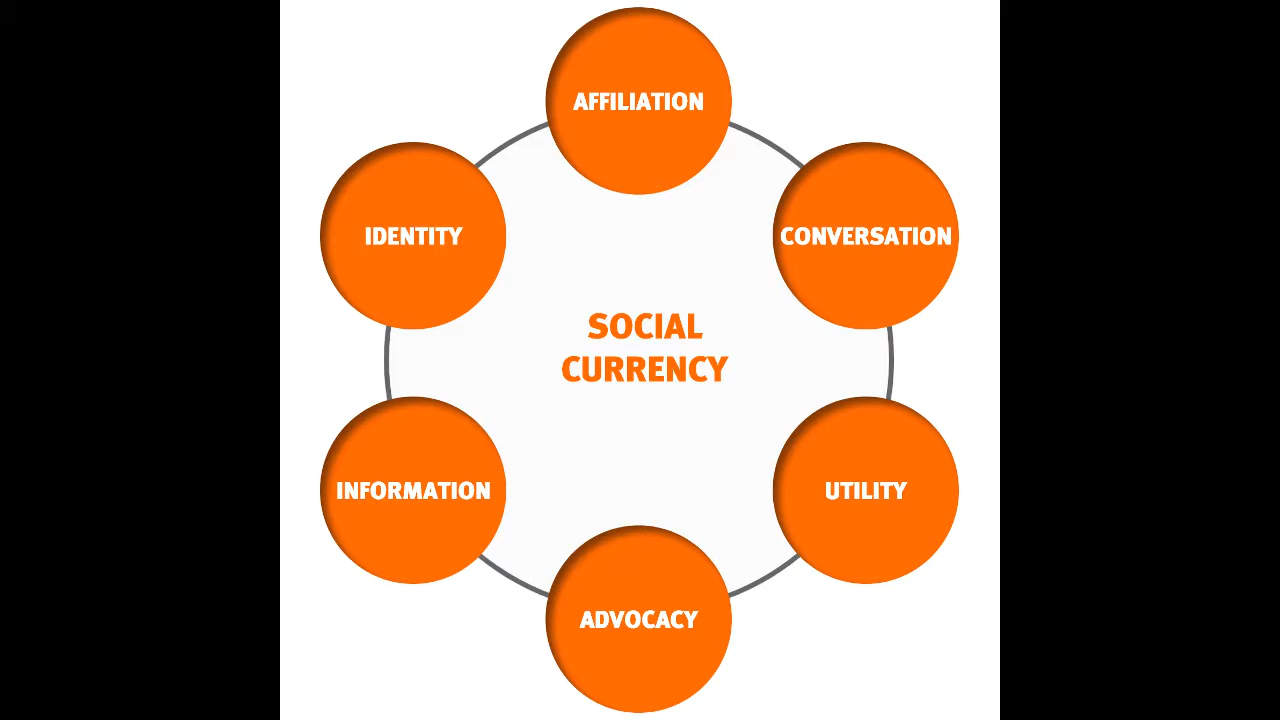 AFFILIATION
IDENTITY
CONVERSATION
SOCIAL
CURRENCY
INFORMATION
UTILITY
ADVOCACY